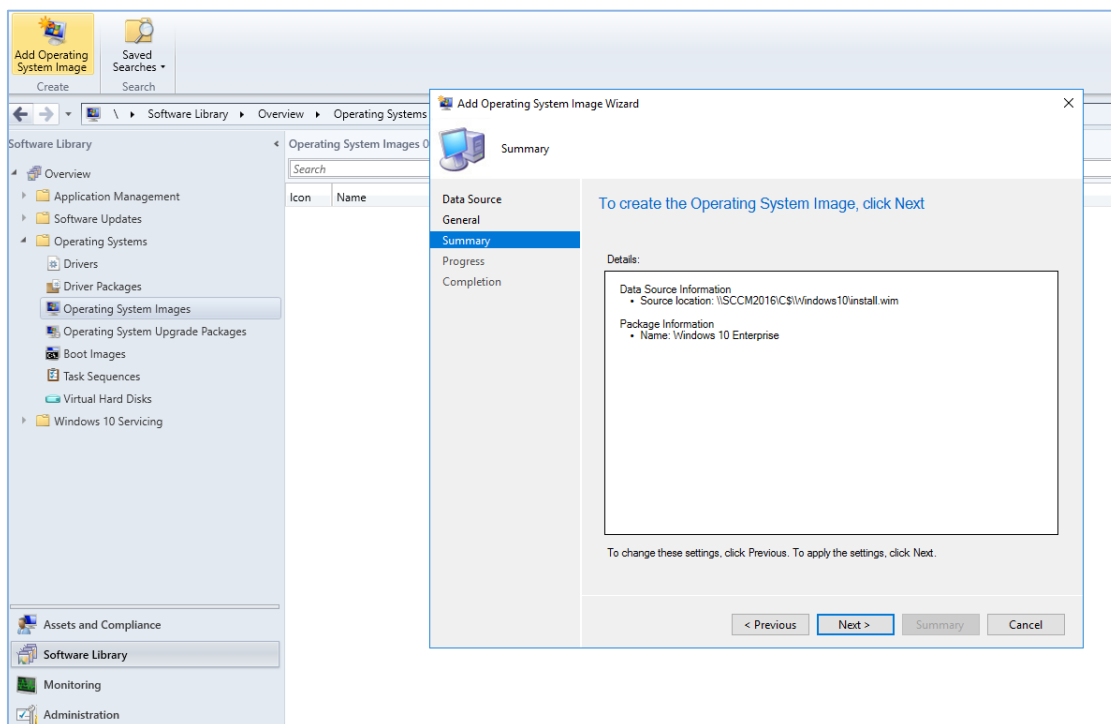 Add Operating
System Image
Saved
Searches
Create
Search
\ Software Library Overview Operating Systems
Software Library
Overview
Application Management
Software Updates
Operating Systems
Drivers
Driver Packages
Operating System Images
Operating System Upgrade Packages
Boot Images
Task Sequences
Virtual Hard Disks
Windows 10 Servicing
Assets and Compliance
Software Library
Monitoring
Administration
Operating System Images 0
Search
Icon Name
Add Operating System Image Wizard
Summary
Data Source
General
Summary
Progress
Completion
To create the Operating System Image, click Next
Details:
Data Source Information
• Source location: \\SCCM2016\C$\Windows10\install.wim
Package Information
• Name: Windows 10 Enterprise
To change these settings, click Previous. To apply the settings, click Next.
< Previous Next > Summary Cancel